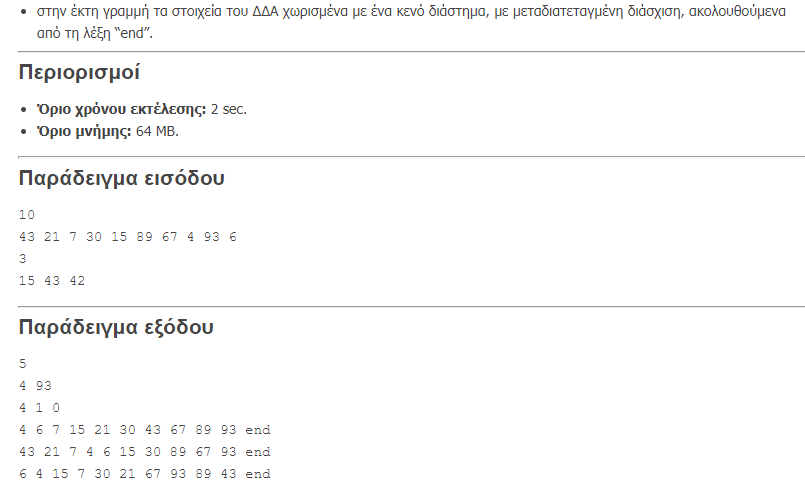 • στην έκτη γραμμή τα στοιχεία του ΔΔΑ χωρισμένα με ένα κενό διάστημα, με μεταδιατεταγμένη διάσχιση, ακολουθούμενα
από τη λέξη “end”.
Περιορισμοί
• Όριο χρόνου εκτέλεσης: 2 sec.
• Όριο μνήμης: 64 MB.
Παράδειγμα εισόδου
10
43 21 7 30 15 89 67 4 93 6
3
15 43 42
Παράδειγμα εξόδου
5
4 93
4 1 0
4 6 7 15 21 30 43 67 89 93 end
43 21 7 4 6 15 30 89 67 93 end
6 4 15 7 30 21 67 93 89 43 end